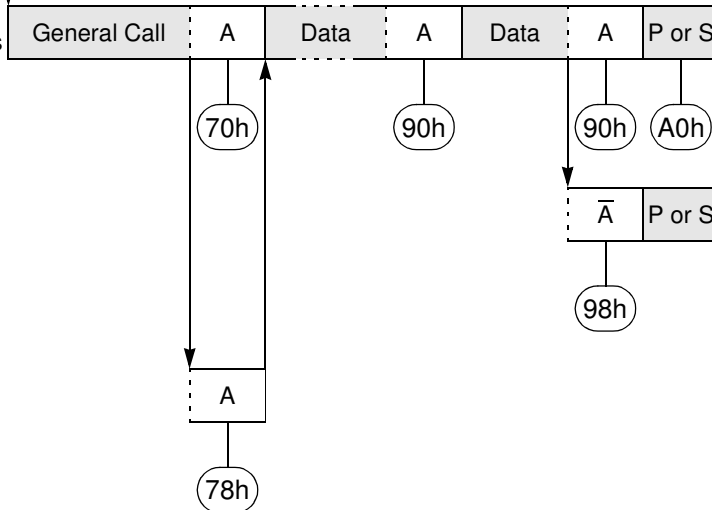 General Call A Data A Data A P or S
70h 90h 90h A0h
A̅ P or S
98h
A
78h